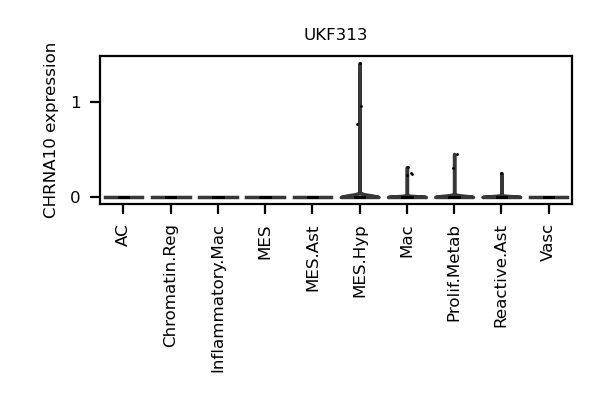 UKF313
CHRNA10 expression
1
0
AC
Chromatin.Reg
Inflammatory.Mac
MES
MES.Ast
MES.Hyp
Mac
Prolif.Metab
Reactive.Ast
Vasc